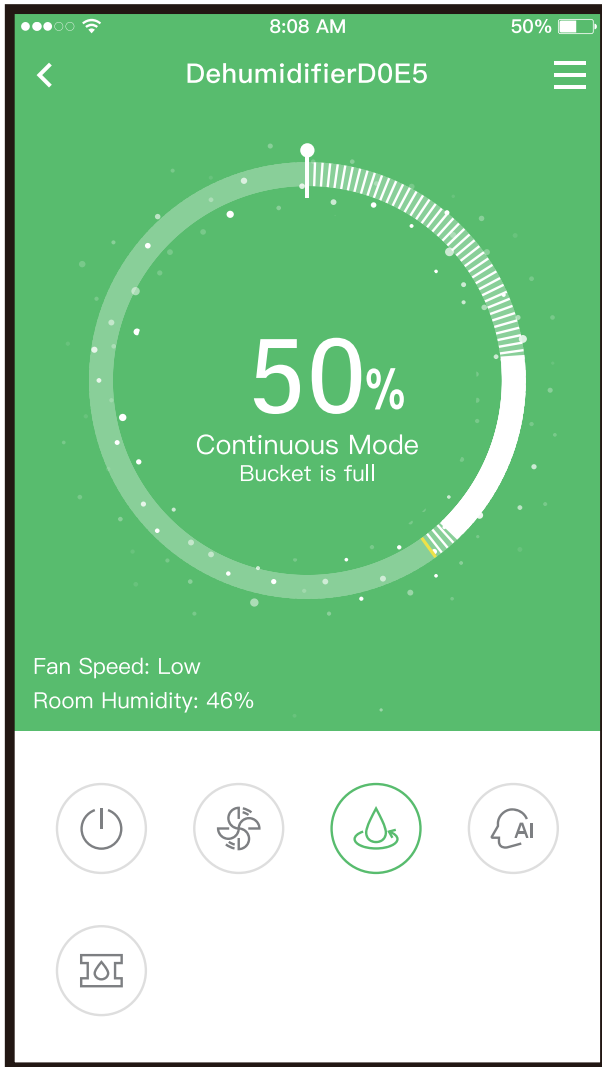 8:08 AM
50%
DehumidifierD0E5
50%
Continuous Mode
Bucket is full
Fan Speed: Low
Room Humidity: 46%
AI